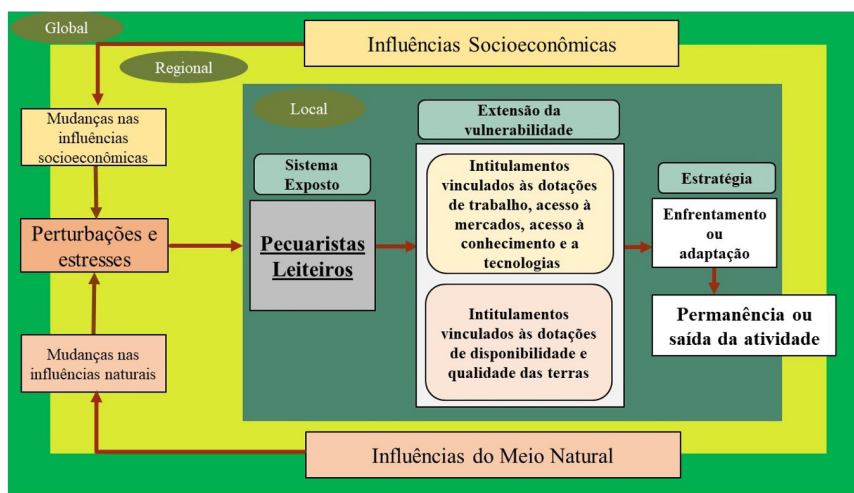 Global
Influências Socioeconômicas
Regional
Local
Mudanças nas
influências
socioeconômicas
Extensão da
vulnerabilidade
Sistema
Exposto
Intitulamentos
vinculados às dotações
de trabalho, acesso à
mercados, acesso à
conhecimento e a
tecnologias
Estratégia
Perturbações e
estresses
Pecuaristas
Leiteiros
Enfrentamento
ou
adaptação
Intitulamentos
vinculados às dotações
de disponibilidade e
qualidade das terras
Permanência ou
saída da atividade
Mudanças nas
influências naturais
Influências do Meio Natural